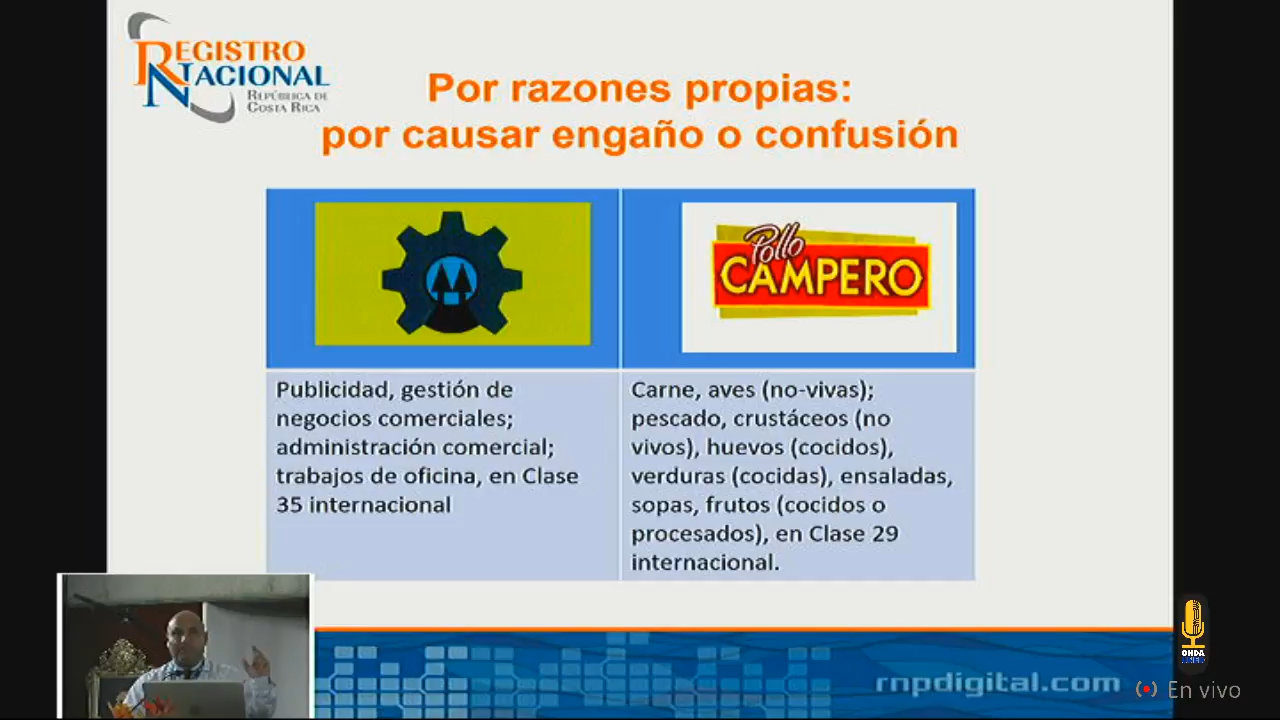 REGISTRO
NACIONAL
REPÚBLICA DE
COSTA RICA
Por razones propias:
por causar engaño o confusión
Pollo
CAMPERO
Publicidad, gestión de
negocios comerciales;
administración comercial;
trabajos de oficina, en Clase
35 internacional
Carne, aves (no-vivas);
pescado, crustáceos (no
vivos), huevos (cocidos),
verduras (cocidas), ensaladas,
sopas, frutos (cocidos o
procesados), en Clase 29
internacional.
rnpdigital.com
ONDA
En vivo